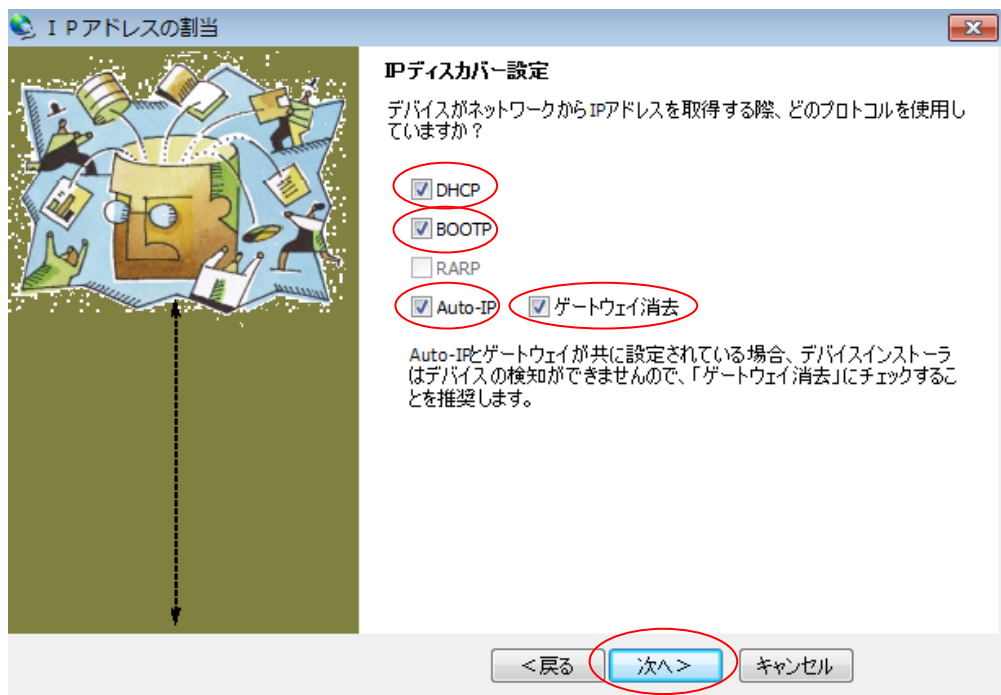 ＩＰアドレスの割当
IPディスカバー設定
デバイスがネットワークからIPアドレスを取得する際、どのプロトコルを使用し
ていますか？
DHCP
BOOTP
RARP
Auto-IP ゲートウェイ消去
Auto-IPとゲートウェイが共に設定されている場合、デバイスインストーラ
はデバイスの検知ができませんので、「ゲートウェイ消去」にチェックするこ
とを推奨します。
＜戻る 次へ＞ キャンセル